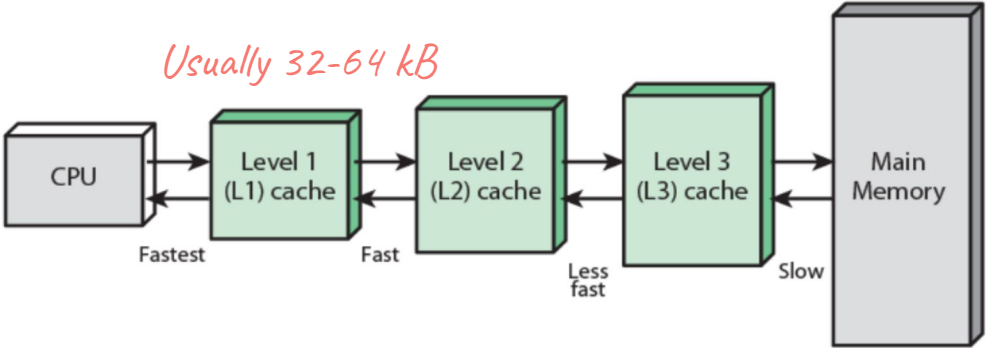 Usually 32-64 kB
CPU
Level 1
(L1) cache
Level 2
(L2) cache
Level 3
(L3) cache
Main
Memory
Fastest
Fast
Less
fast
Slow